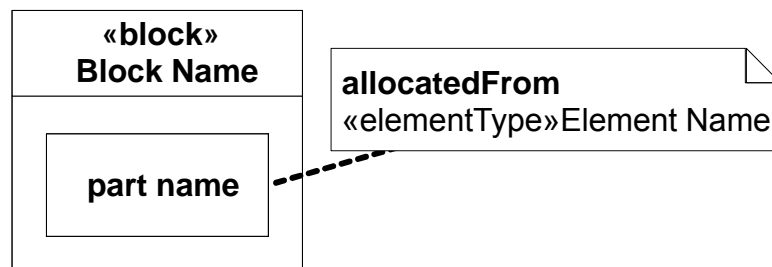 «block»
Block Name
part name
allocatedFrom
«elementType»Element Name